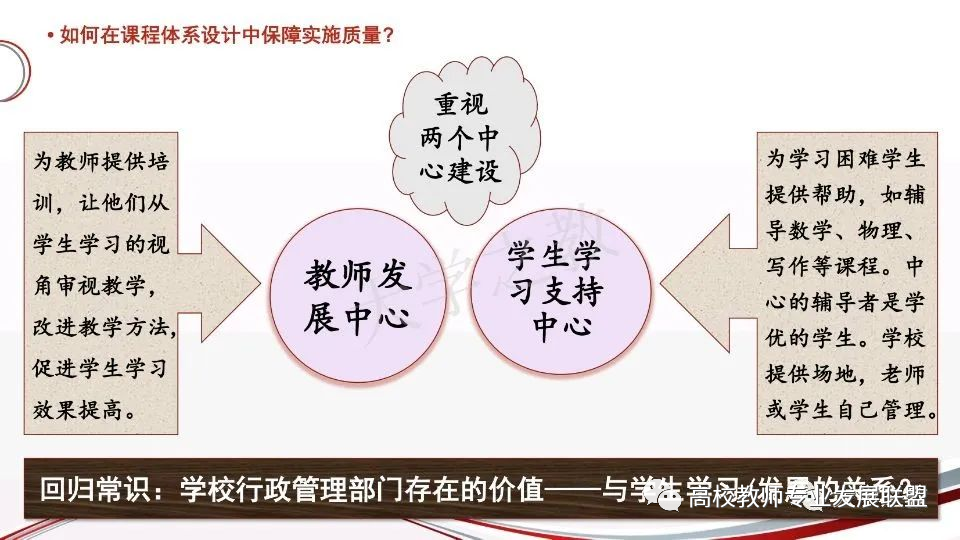 • 如何在课程体系设计中保障实施质量？
重视
两个中
心建设
为教师提供培
训，让他们从
学生学习的视
角审视教学，
改进教学方法，
促进学生学习
效果提高。
教师发
展中心
学生学
习支持
中心
为学习困难学生
提供帮助，如辅
导数学、物理、
写作等课程。中
心的辅导者是学
优的学生。学校
提供场地，老师
或学生自己管理。
回归常识：学校行政管理部门存在的价值——与学生学习/发展的关系？
高校教师专业发展联盟